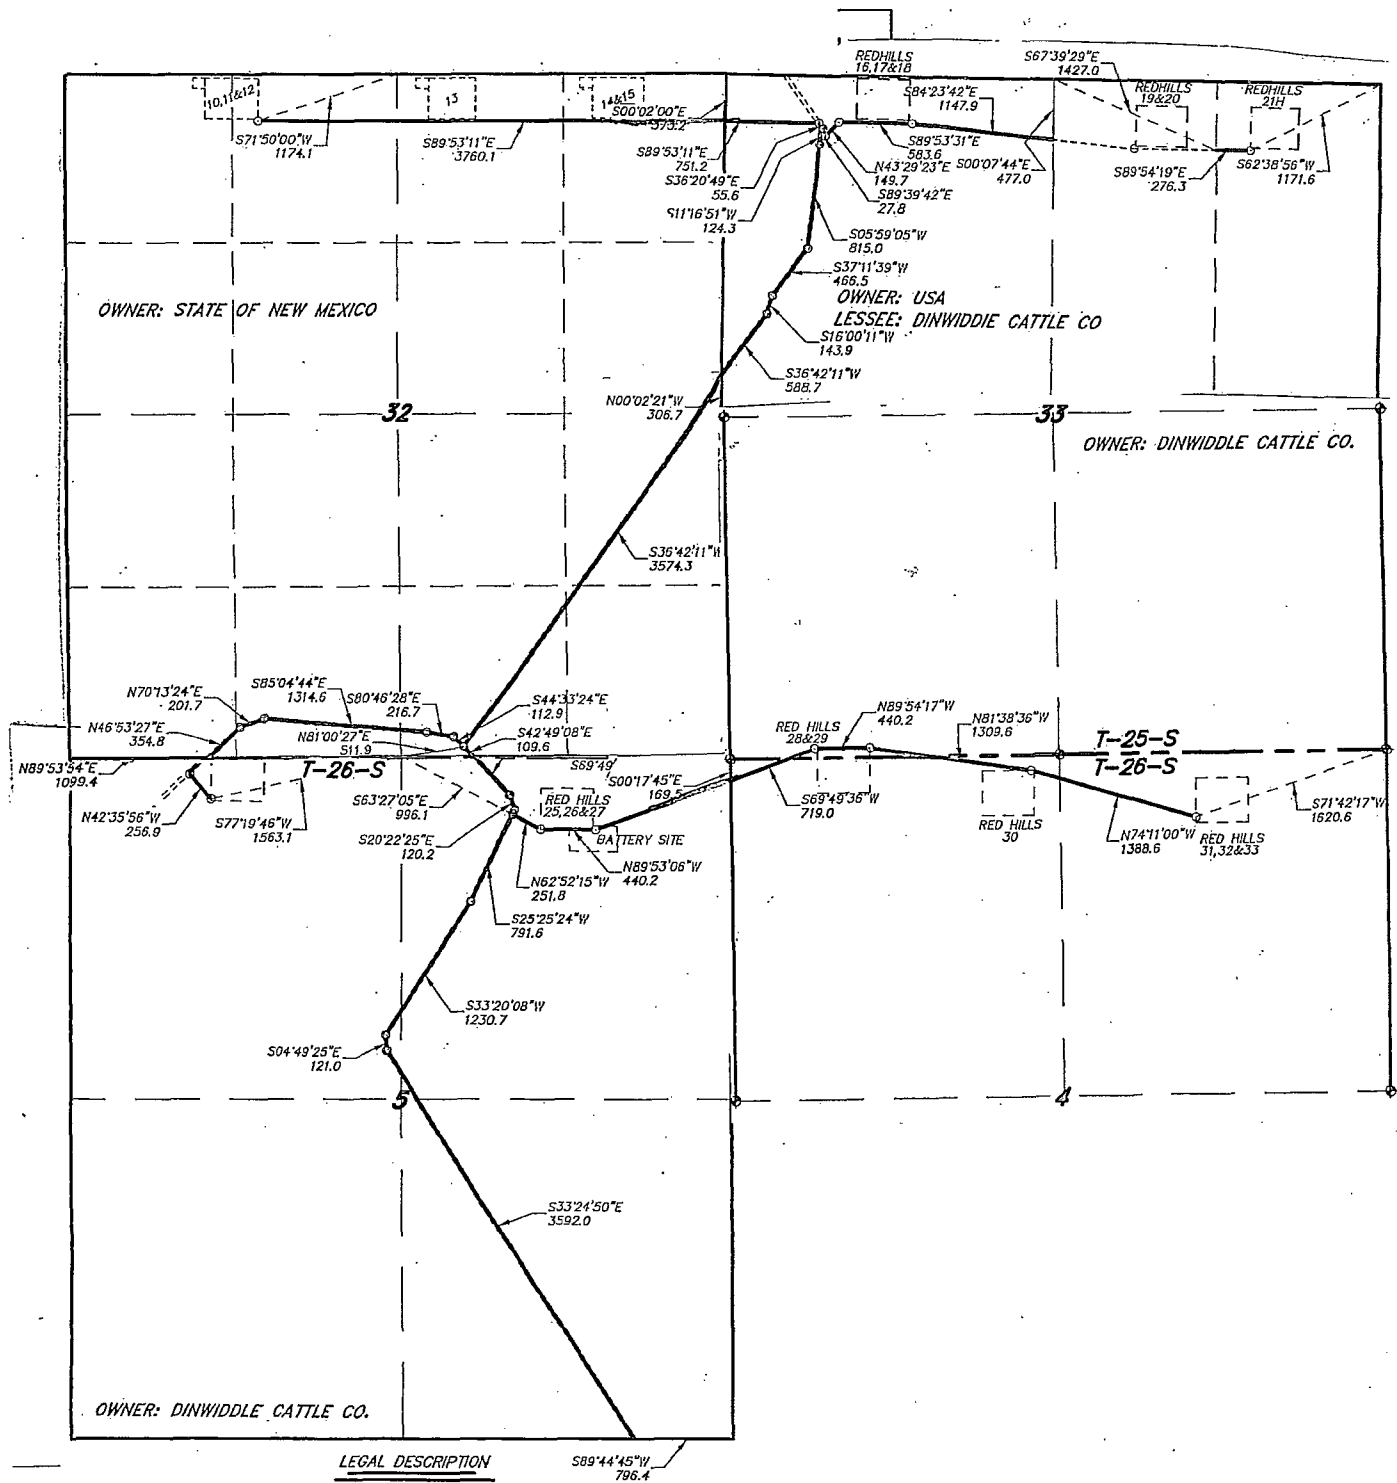 REDHILLS
16,17&18
S67°39'29"E
1427.0
S84°23'42"E
1147.9
REDHILLS
19&20
REDHILLS
21H
10,11&12
13
14&15
S00°02'00"E
S71°50'00"W
1174.1
S89°53'11"E
3760.1
S89°53'11"E
751.2
S36°20'49"E
55.6
S11°16'51"W
124.3
S89°53'31"E
583.6
N43°29'23"E
149.7
S89°39'42"E
27.8
S00°07'44"E
477.0
S89°54'19"E
276.3
S62°38'56"W
1171.6
S05°59'05"W
815.0
S37°11'39"W
466.5
OWNER: STATE OF NEW MEXICO
OWNER: USA
LESSEE: DINWIDDIE CATTLE CO
S16°00'11"W
143.9
S36°42'11"W
588.7
N00°02'21"W
306.7
32
33
OWNER: DINWIDDLE CATTLE CO.
S36°42'11"W
3574.3
N70°13'24"E
201.7
S85°04'44"E
1314.6
S80°46'28"E
216.7
S44°33'24"E
112.9
N46°53'27"E
354.8
N81°00'27"E
511.9
S42°49'08"E
109.6
RED HILLS
28&29
N89°54'17"W
440.2
N81°38'36"W
1309.6
T-25-S
T-26-S
N89°53'54"E
1099.4
T-26-S
S69°49'
S00°17'45"E
169.5
N42°35'56"W
256.9
S77°19'46"W
1563.1
S63°27'05"E
996.1
S20°22'25"E
120.2
RED HILLS
25,26&27
BATTERY SITE
S69°49'36"W
719.0
RED HILLS
30
N74°11'00"W
1388.6
RED HILLS
31,32&33
S71°42'17"W
1620.6
N62°52'15"W
251.8
N89°53'06"W
440.2
S25°25'24"W
791.6
S33°20'08"W
1230.7
S04°49'25"E
121.0
5
4
S33°24'50"E
3592.0
OWNER: DINWIDDLE CATTLE CO.
LEGAL DESCRIPTION
S89°44'45"W
796.4